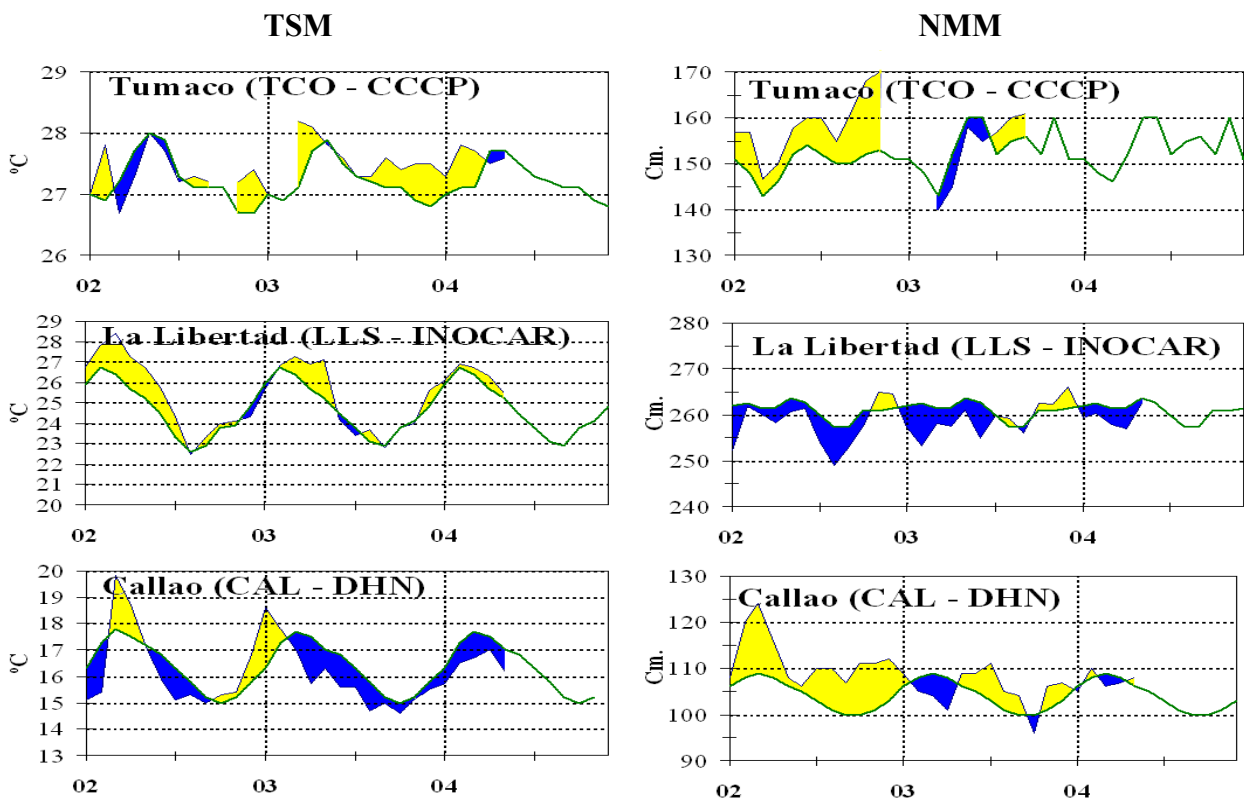 TSM
NMM
Tumaco (TCO - CCCP)
ºC
29
28
27
26
02 03 04
Tumaco (TCO - CCCP)
Cm.
170
160
150
140
130
02 03 04
La Libertad (LLS - INOCAR)
ºC
29
28
27
26
25
24
23
22
21
20
02 03 04
La Libertad (LLS - INOCAR)
Cm.
280
270
260
250
240
02 03 04
Callao (CAL - DHN)
ºC
20
19
18
17
16
15
14
13
02 03 04
Callao (CAL - DHN)
Cm.
130
120
110
100
90
02 03 04